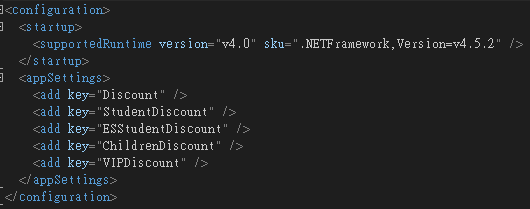 <configuration>
<startup>
<supportedRuntime version="v4.0" sku=".NETFramework,Version=v4.5.2" />
</startup>
<appSettings>
<add key="Discount" />
<add key="StudentDiscount" />
<add key="ESStudentDiscount" />
<add key="ChildrenDiscount" />
<add key="VIPDiscount" />
</appSettings>
</configuration>